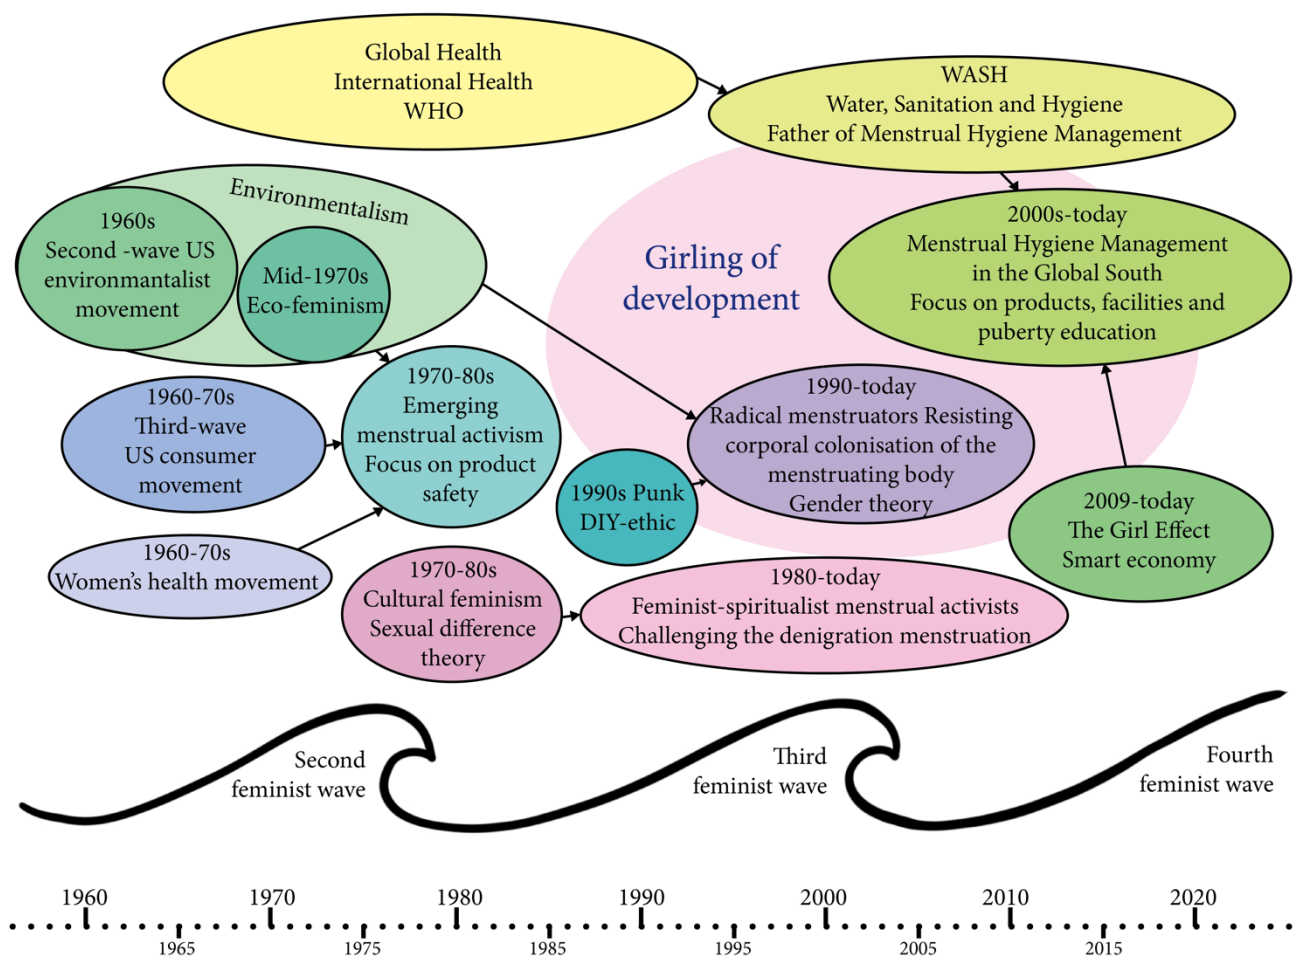 Global Health
International Health
WHO
WASH
Water, Sanitation and Hygiene
Father of Menstrual Hygiene Management
Environmentalism
1960s
Second -wave US
environmantalist
movement
Mid-1970s
Eco-feminism
Girling of
development
2000s-today
Menstrual Hygiene Management
in the Global South
Focus on products, facilities and
puberty education
1960-70s
Third-wave
US consumer
movement
1970-80s
Emerging
menstrual activism
Focus on product
safety
1990-today
Radical menstruators Resisting
corporal colonisation of the
menstruating body
Gender theory
1990s Punk
DIY-ethic
2009-today
The Girl Effect
Smart economy
1960-70s
Women's health movement
1970-80s
Cultural feminism
Sexual difference
theory
1980-today
Feminist-spiritualist menstrual activists
Challenging the denigration menstruation
Second
feminist wave
Third
feminist wave
Fourth
feminist wave
1960 1970 1980 1990 2000 2010 2020
1965 1975 1985 1995 2005 2015